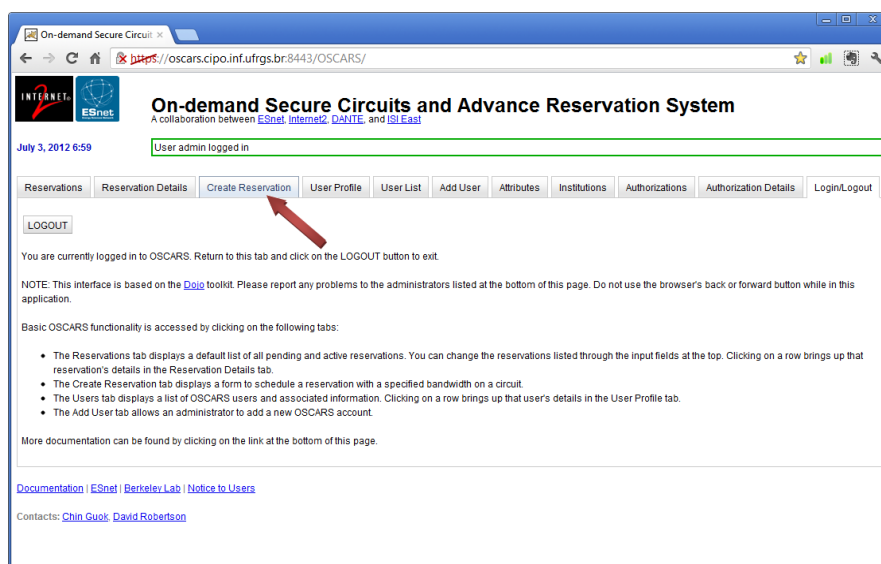 On-demand Secure Circuit ×
https://oscars.cipo.inf.ufrgs.br:8443/OSCARS/
INTERNET2
ESnet
On-demand Secure Circuits and Advance Reservation System
A collaboration between ESnet, Internet2, DANTE, and ISI East
July 3, 2012 6:59
User admin logged in
Reservations Reservation Details Create Reservation User Profile User List Add User Attributes Institutions Authorizations Authorization Details Login/Logout
LOGOUT
You are currently logged in to OSCARS. Return to this tab and click on the LOGOUT button to exit.
NOTE: This interface is based on the Dojo toolkit. Please report any problems to the administrators listed at the bottom of this page. Do not use the browser's back or forward button while in this
application.
Basic OSCARS functionality is accessed by clicking on the following tabs:
• The Reservations tab displays a default list of all pending and active reservations. You can change the reservations listed through the input fields at the top. Clicking on a row brings up that
reservation's details in the Reservation Details tab.
• The Create Reservation tab displays a form to schedule a reservation with a specified bandwidth on a circuit.
• The Users tab displays a list of OSCARS users and associated information. Clicking on a row brings up that user's details in the User Profile tab.
• The Add User tab allows an administrator to add a new OSCARS account.
More documentation can be found by clicking on the link at the bottom of this page.
Documentation | ESnet | Berkeley Lab | Notice to Users
Contacts: Chin Guok, David Robertson